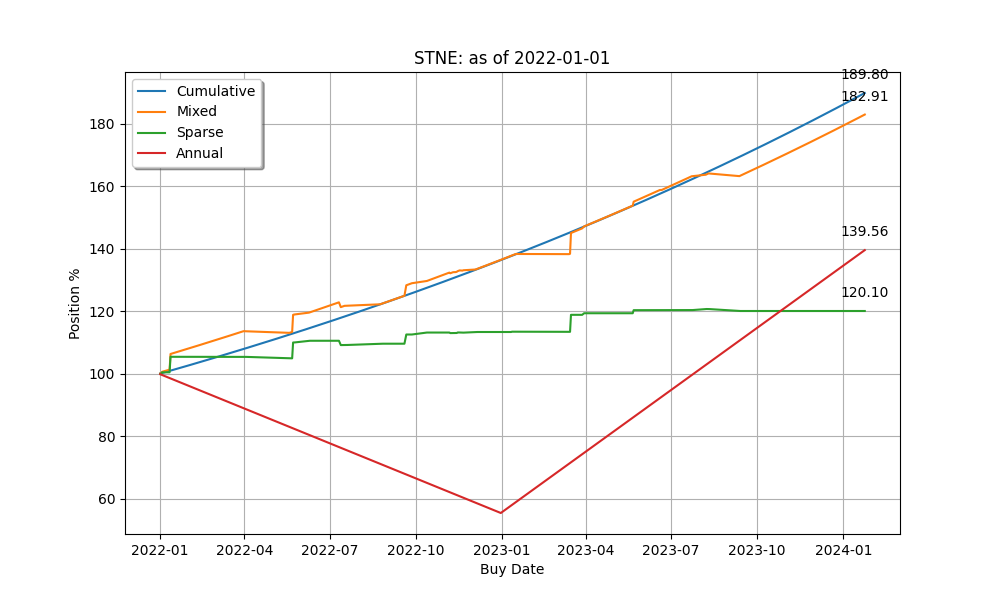 STNE: as of 2022-01-01
189.80
Cumulative
182.91
Mixed
Sparse
Annual
180
160
140
139.56
120
120.10
100
80
60
Position %
2022-01 2022-04 2022-07 2022-10 2023-01 2023-04 2023-07 2023-10 2024-01
Buy Date